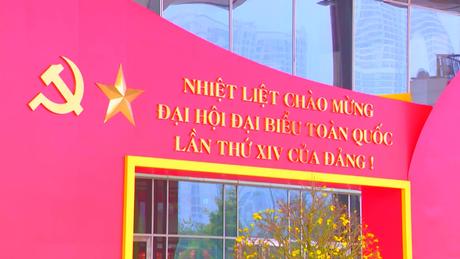 NHIỆT LIỆT CHÀO MỪNG
ĐẠI HỘI ĐẠI BIỂU TOÀN QUỐC
LẦN THỨ XIV CỦA ĐẢNG !